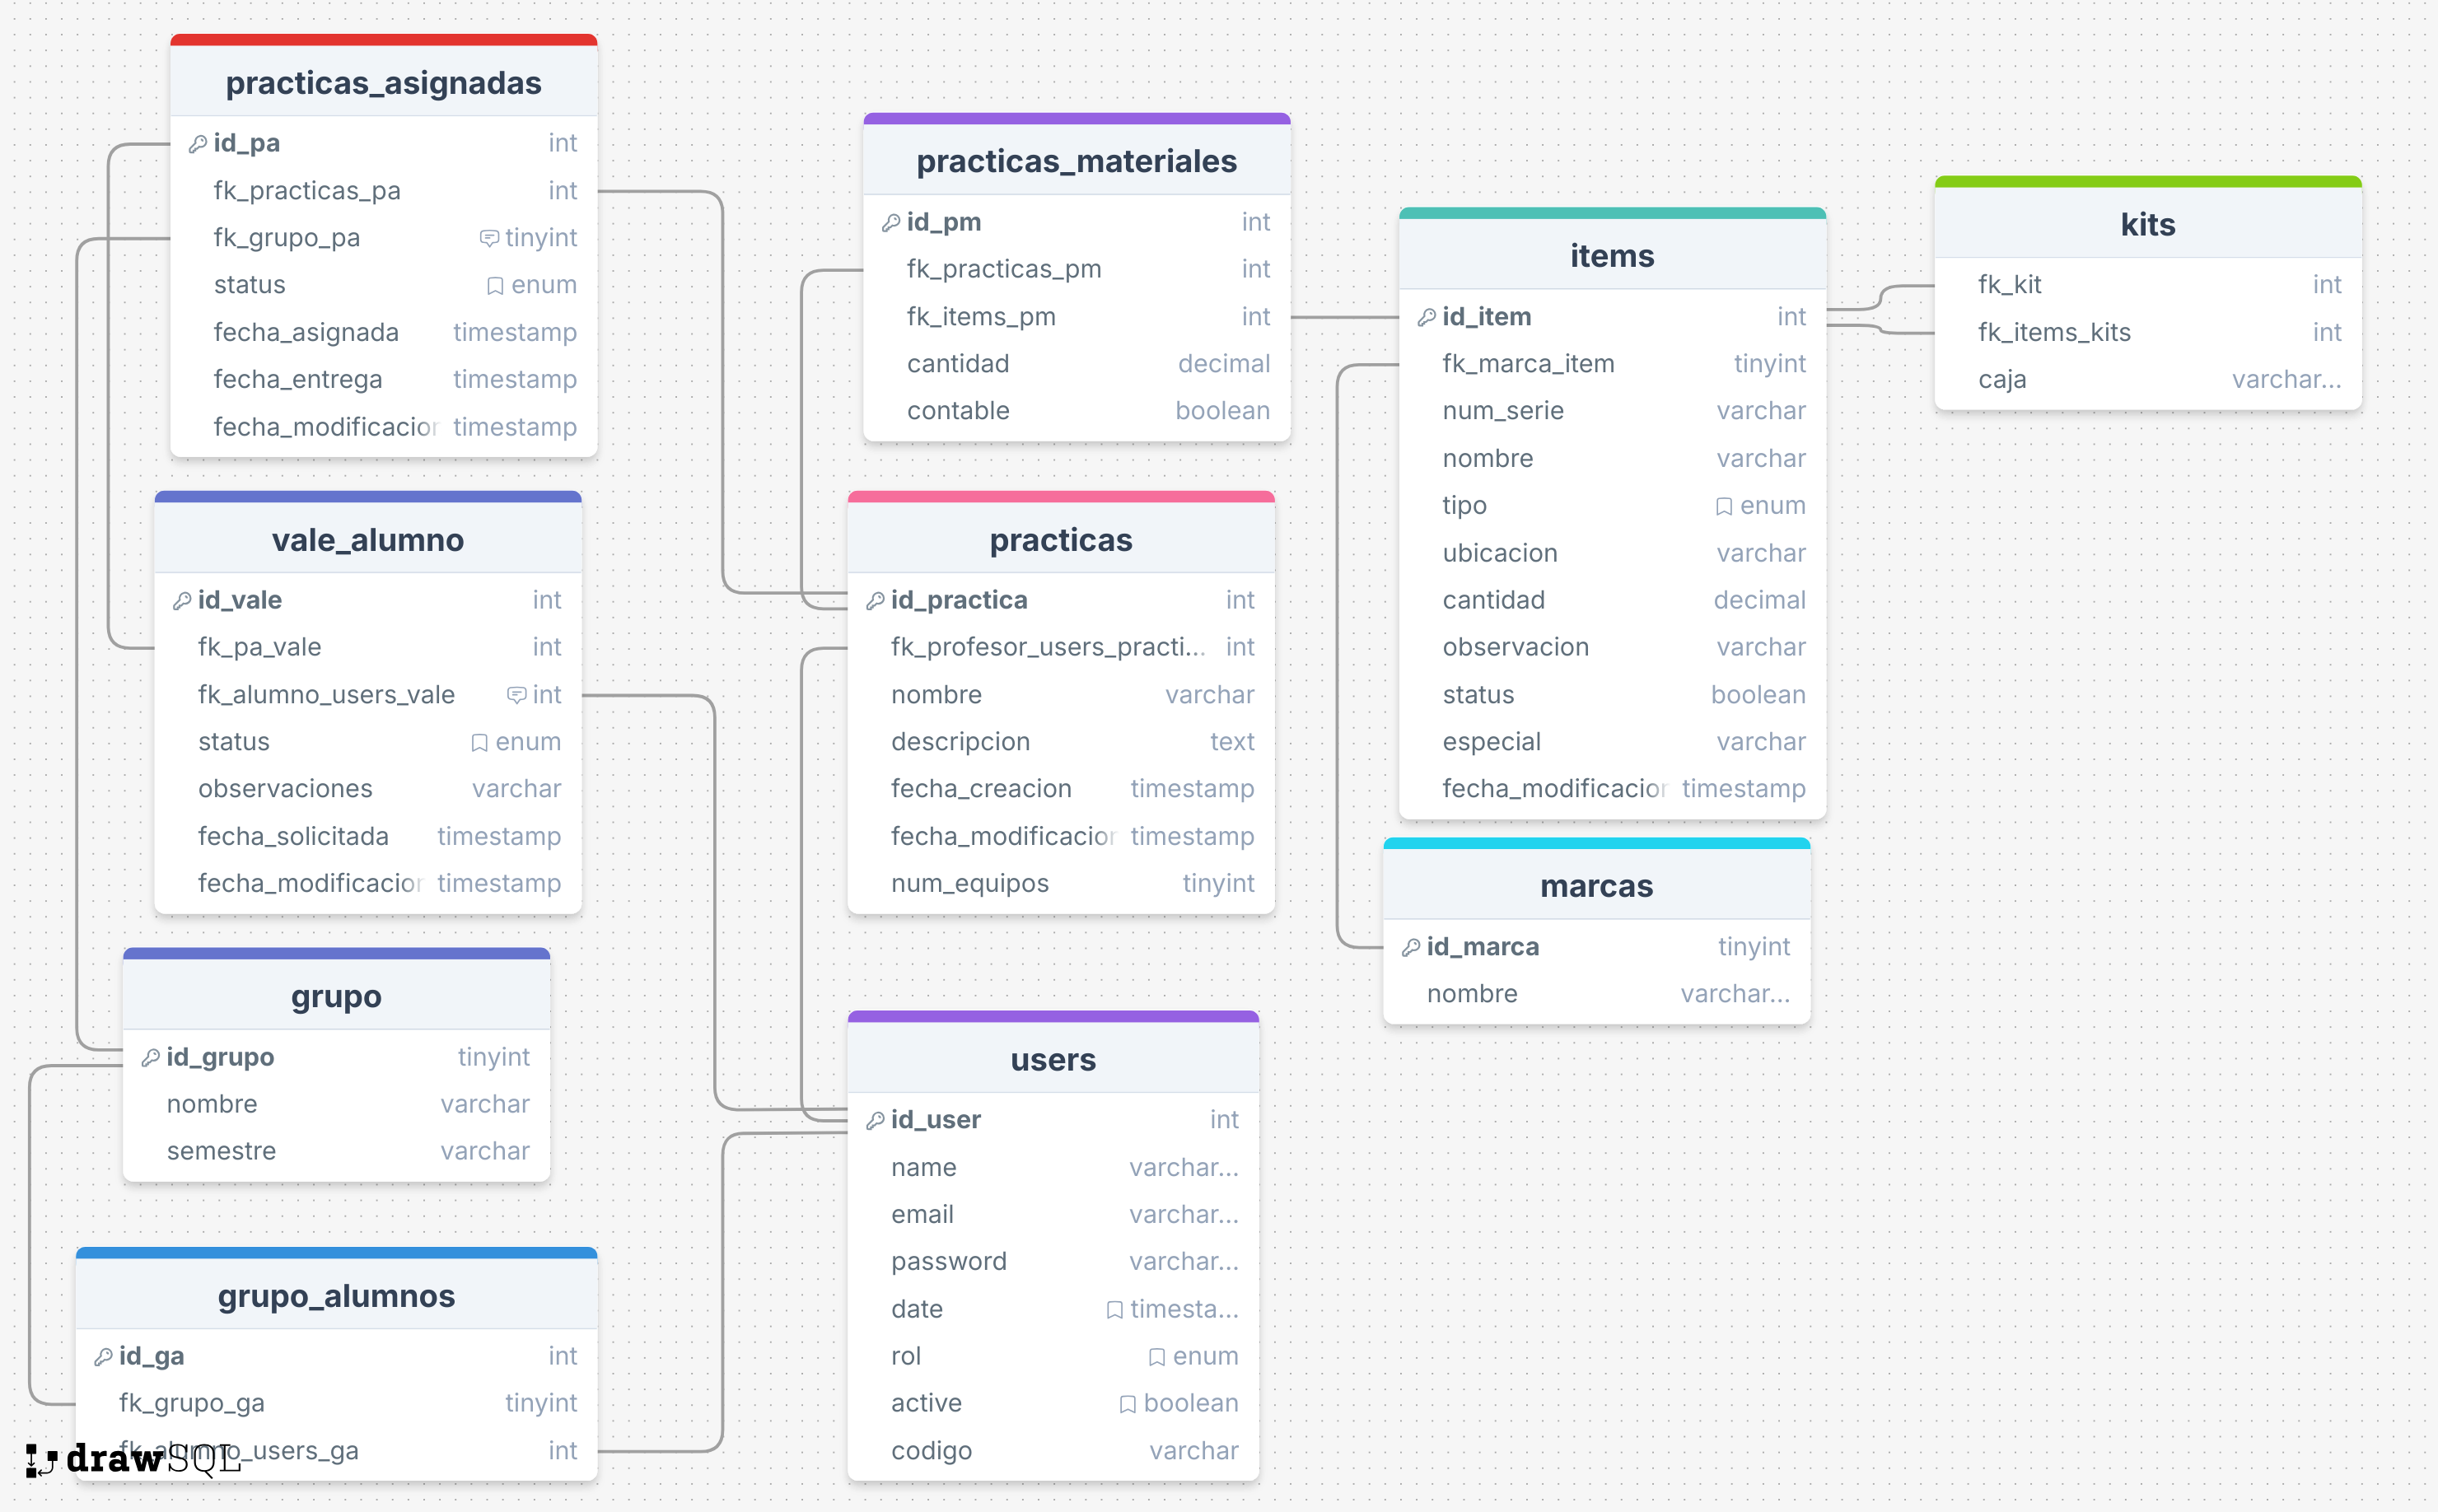 practicas_asignadas
id_pa int
fk_practicas_pa int
fk_grupo_pa tinyint
status enum
fecha_asignada timestamp
fecha_entrega timestamp
fecha_modificacion timestamp
vale_alumno
id_vale int
fk_pa_vale int
fk_alumno_users_vale int
status enum
observaciones varchar
fecha_solicitada timestamp
fecha_modificacion timestamp
grupo
id_grupo tinyint
nombre varchar
semestre varchar
grupo_alumnos
id_ga int
fk_grupo_ga tinyint
fk_alumno_users_ga int
drawSQL
practicas_materiales
id_pm int
fk_practicas_pm int
fk_items_pm int
cantidad decimal
contable boolean
practicas
id_practica int
fk_profesor_users_practi... int
nombre varchar
descripcion text
fecha_creacion timestamp
fecha_modificacion timestamp
num_equipos tinyint
users
id_user int
name varchar...
email varchar...
password varchar...
date timesta...
rol enum
active boolean
codigo varchar
items
id_item int
fk_marca_item tinyint
num_serie varchar
nombre varchar
tipo enum
ubicacion varchar
cantidad decimal
observacion varchar
status boolean
especial varchar
fecha_modificacion timestamp
marcas
id_marca tinyint
nombre varchar...
kits
fk_kit int
fk_items_kits int
caja varchar...